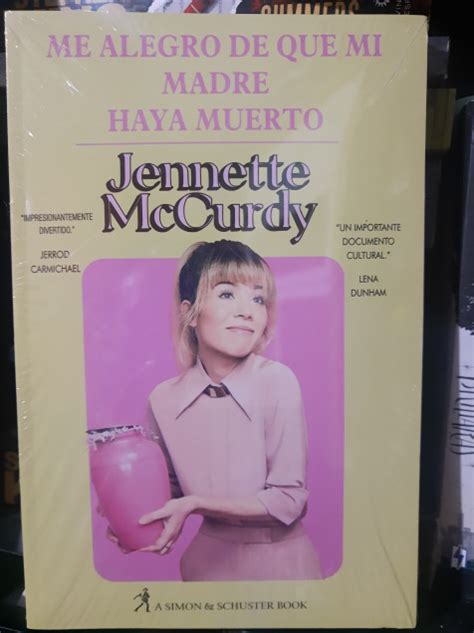 SUMMERS
ME ALEGRO DE QUE MI
MADRE
HAYA MUERTO
Jennette
McCurdy
"IMPRESIONANTEMENTE
DIVERTIDO."
JERROD
CARMICHAEL
"UN IMPORTANTE
DOCUMENTO
CULTURAL."
LENA
DUNHAM
A SIMON & SCHUSTER BOOK